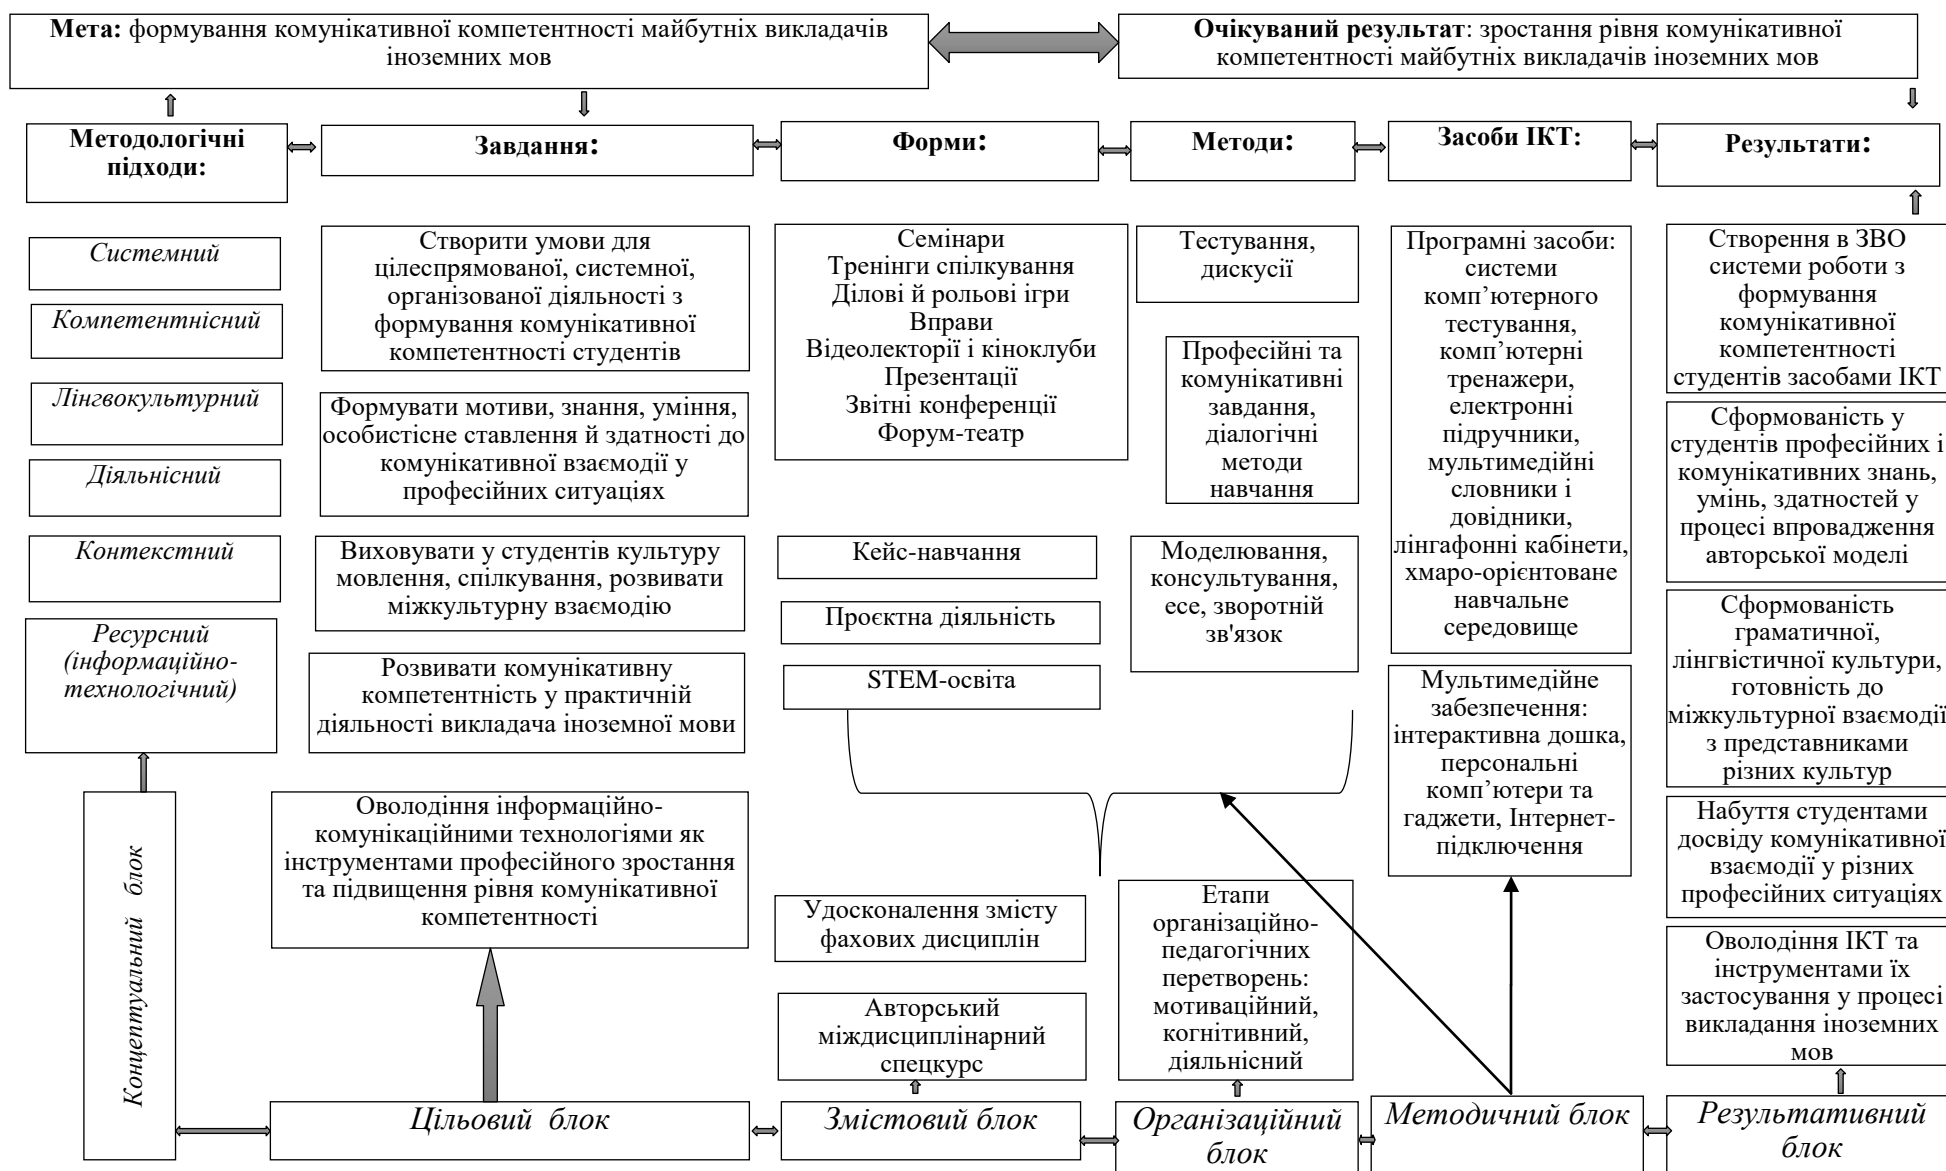 Мета: формування комунікативної компетентності майбутніх викладачів
іноземних мов
Очікуваний результат: зростання рівня комунікативної
компетентності майбутніх викладачів іноземних мов
Методологічні
підходи:
Завдання:
Форми:
Методи:
Засоби ІКТ:
Результати:
Системний
Компетентнісний
Лінгвокультурний
Діяльнісний
Контекстний
Ресурсний
(інформаційно-
технологічний)
Створити умови для
цілеспрямованої, системної,
організованої діяльності з
формування комунікативної
компетентності студентів
Формувати мотиви, знання, уміння,
особистісне ставлення й здатності до
комунікативної взаємодії у
професійних ситуаціях
Виховувати у студентів культуру
мовлення, спілкування, розвивати
міжкультурну взаємодію
Розвивати комунікативну
компетентність у практичній
діяльності викладача іноземної мови
Оволодіння інформаційно-
комунікаційними технологіями як
інструментами професійного зростання
та підвищення рівня комунікативної
компетентності
Семінари
Тренінги спілкування
Ділові й рольові ігри
Вправи
Відеолекторії і кіноклуби
Презентації
Звітні конференції
Форум-театр
Кейс-навчання
Проєктна діяльність
STEM-освіта
Удосконалення змісту
фахових дисциплін
Авторський
міждисциплінарний
спецкурс
Тестування,
дискусії
Професійні та
комунікативні
завдання,
діалогічні
методи
навчання
Моделювання,
консультування,
есе, зворотній
зв'язок
Етапи
організаційно-
педагогічних
перетворень:
мотиваційний,
когнітивний,
діяльнісний
Програмні засоби:
системи
комп’ютерного
тестування,
комп’ютерні
тренажери,
електронні
підручники,
мультимедійні
словники і
довідники,
лінгафонні кабінети,
хмаро-орієнтоване
навчальне
середовище
Мультимедійне
забезпечення:
інтерактивна дошка,
персональні
комп’ютери та
гаджети, Інтернет-
підключення
Створення в ЗВО
системи роботи з
формування
комунікативної
компетентності
студентів засобами ІКТ
Сформованість у
студентів професійних і
комунікативних знань,
умінь, здатностей у
процесі впровадження
авторської моделі
Сформованість
граматичної,
лінгвістичної культури,
готовність до
міжкультурної взаємодії
з представниками
різних культур
Набуття студентами
досвіду комунікативної
взаємодії у різних
професійних ситуаціях
Оволодіння ІКТ та
інструментами їх
застосування у процесі
викладання іноземних
мов
Концептуальний блок
Цільовий блок
Змістовий блок
Організаційний
блок
Методичний блок
Результативний
блок